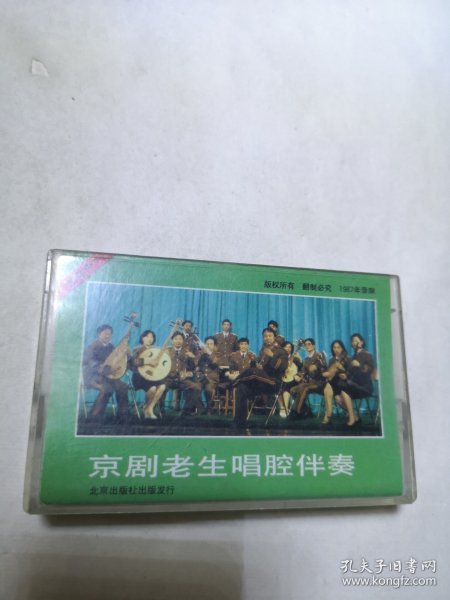 版权所有 翻制必究 1987年录制
京剧老生唱腔伴奏
北京出版社出版发行
孔夫子旧书网
www.kongfz.com